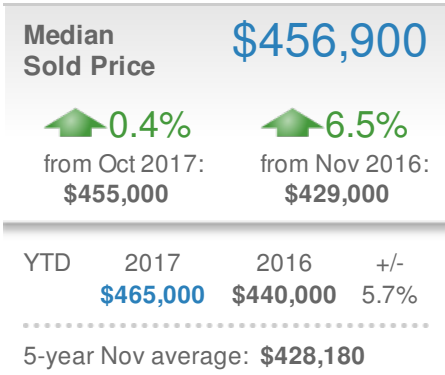 Median
Sold Price
$456,900
0.4%
from Oct 2017:
$455,000
6.5%
from Nov 2016:
$429,000
YTD 2017 2016 +/-
$465,000 $440,000 5.7%
5-year Nov average: $428,180